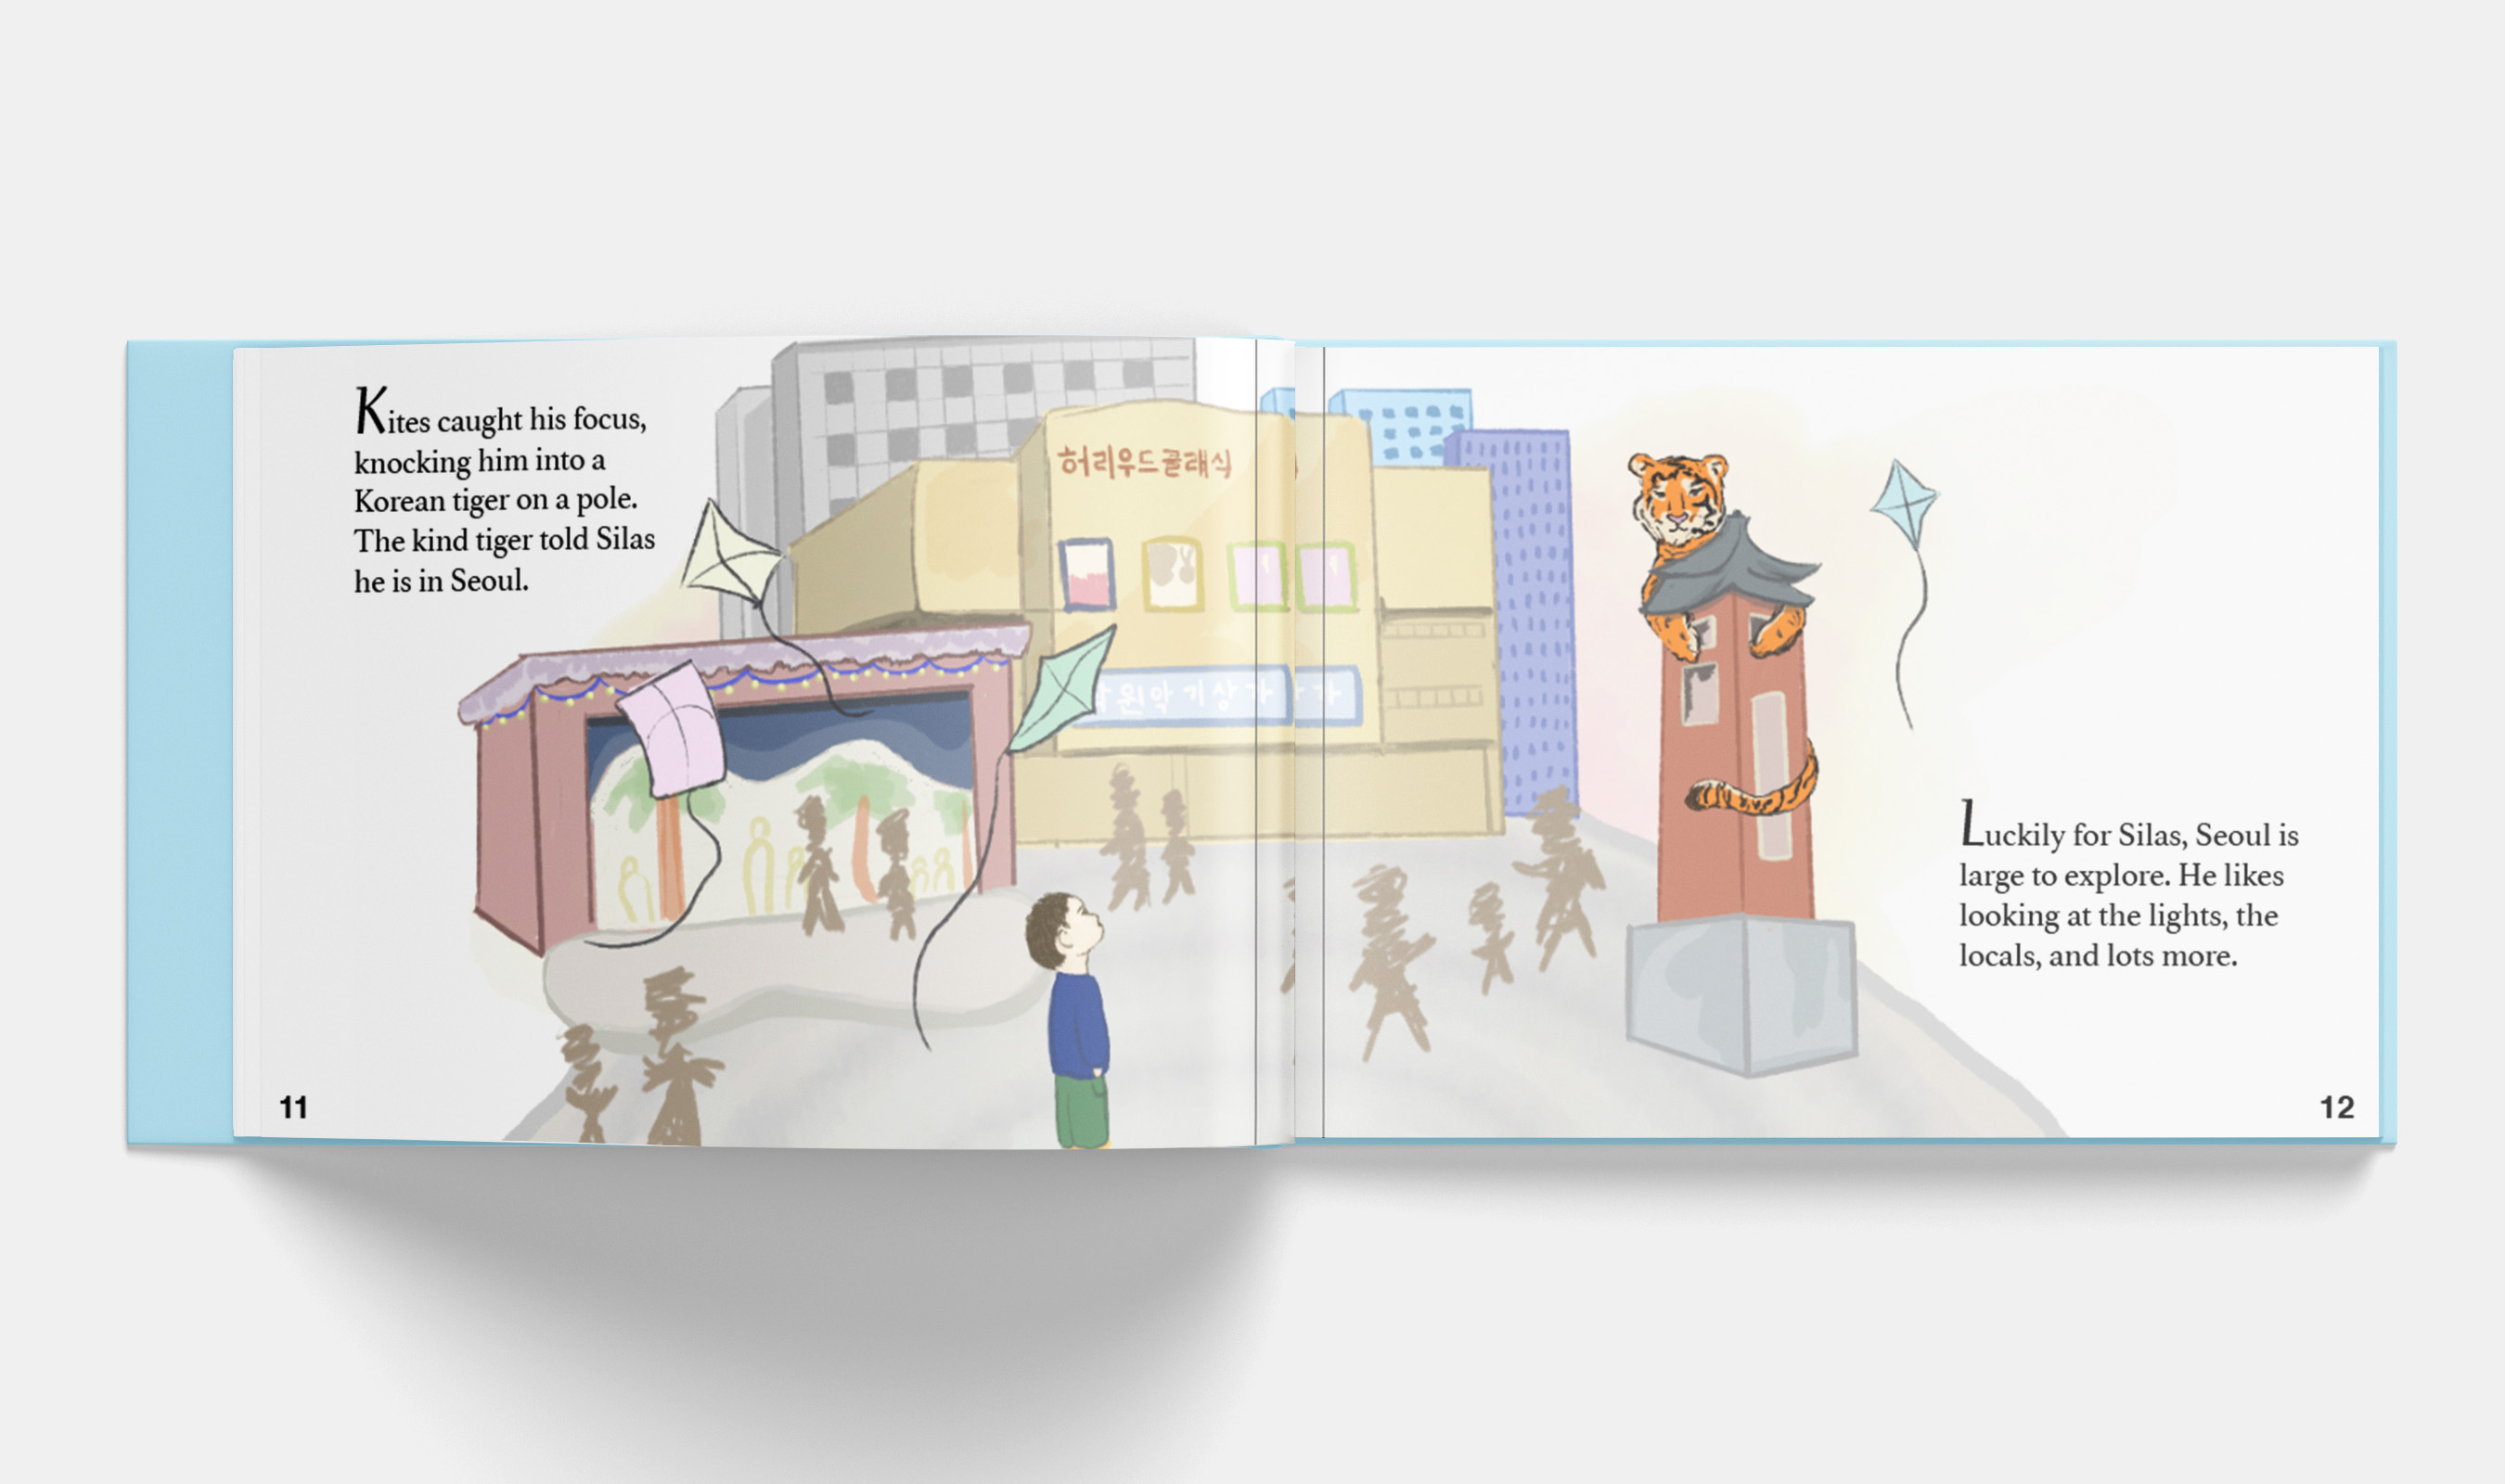 Kites caught his focus,
knocking him into a
Korean tiger on a pole.
The kind tiger told Silas
he is in Seoul.
허리우드클래식
원악기상가
가
Luckily for Silas, Seoul is
large to explore. He likes
looking at the lights, the
locals, and lots more.
11
12